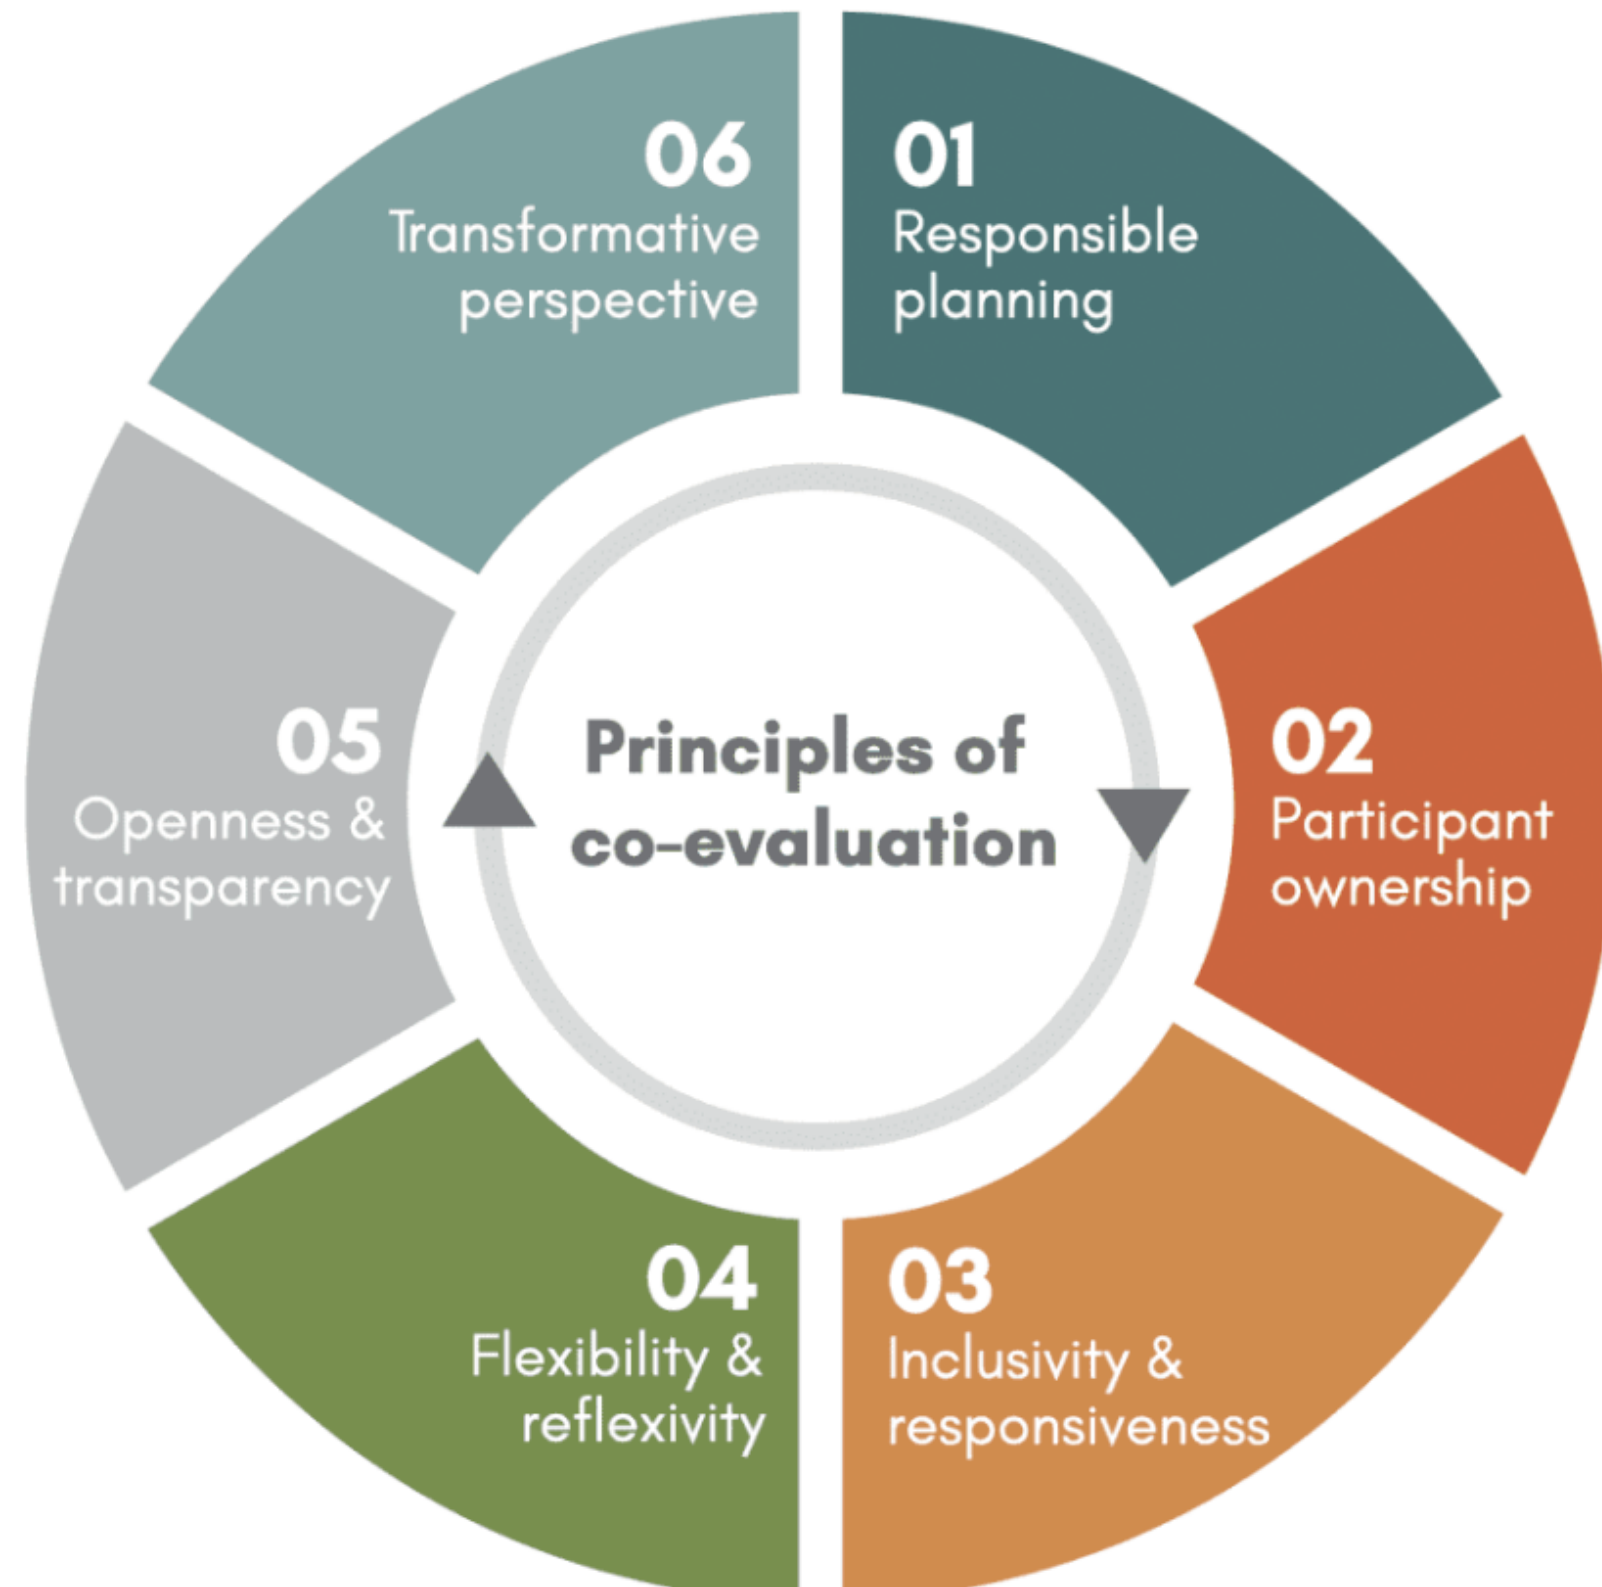 Principles of
co-evaluation
01
Responsible
planning
02
Participant
ownership
03
Inclusivity &
responsiveness
04
Flexibility &
reflexivity
05
Openness &
transparency
06
Transformative
perspective